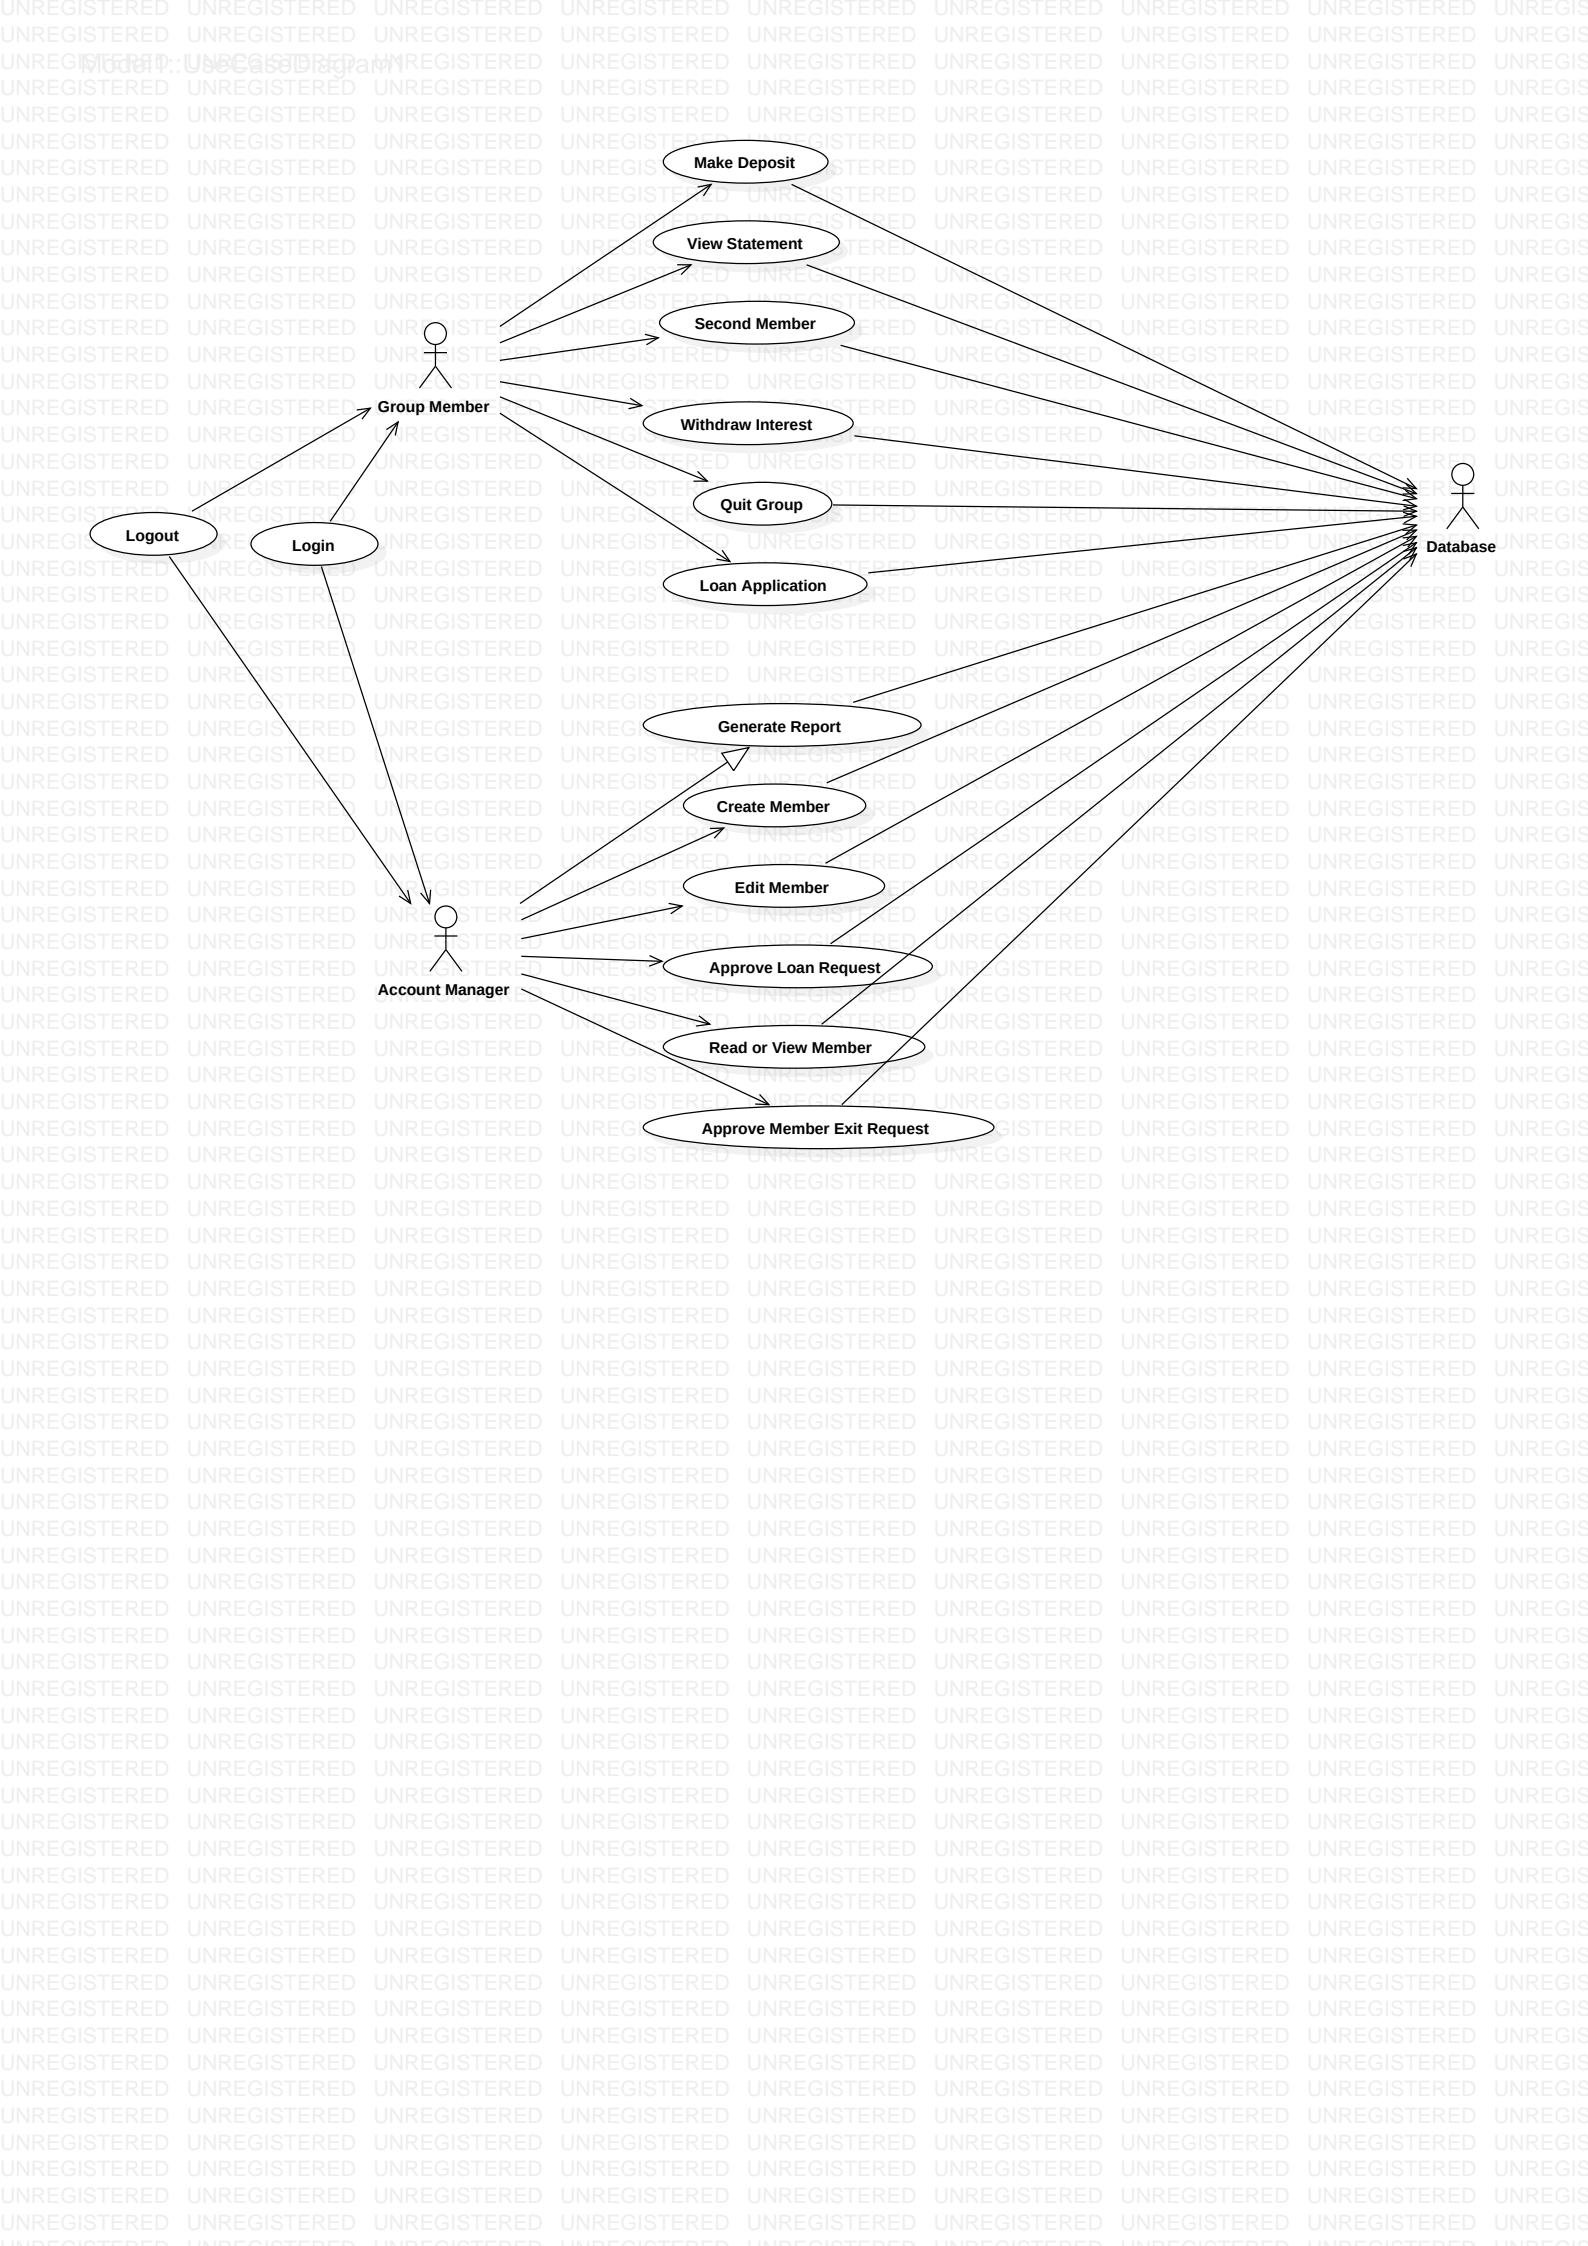 Model1::UseCaseDiagram1
Make Deposit
View Statement
Second Member
Group Member
Withdraw Interest
Quit Group
Logout
Login
Database
Loan Application
Generate Report
Create Member
Edit Member
Approve Loan Request
Account Manager
Read or View Member
Approve Member Exit Request
UNREGISTERED